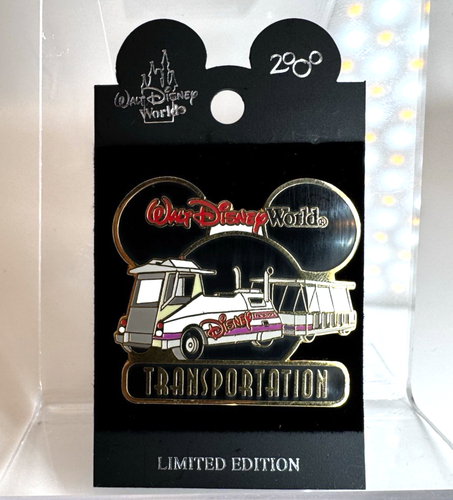 Walt Disney
World®
2000
Walt Disney World®
Disney
TRANSPORTATION
LIMITED EDITION